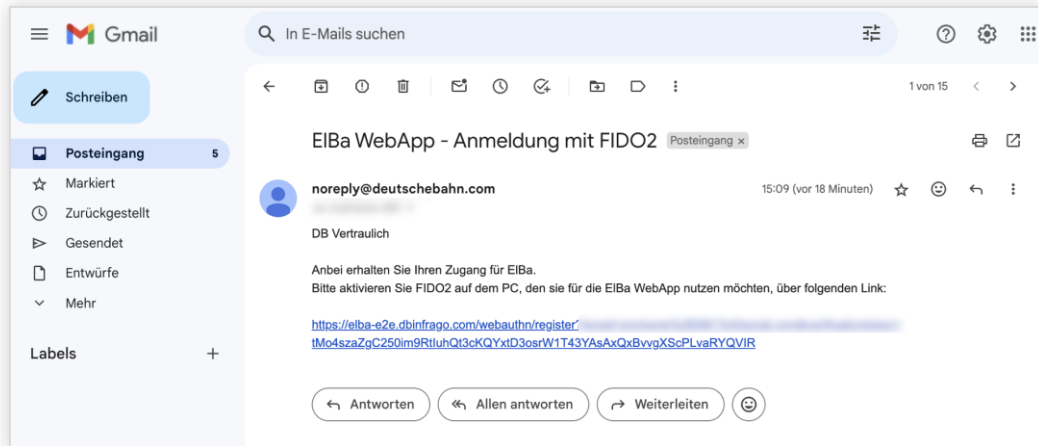 Gmail
In E-Mails suchen
Schreiben
1 von 15
Posteingang 5
Markiert
Zurückgestellt
Gesendet
Entwürfe
Mehr
Labels
ElBa WebApp - Anmeldung mit FIDO2 Posteingang x
noreply@deutschebahn.com 15:09 (vor 18 Minuten)
DB Vertraulich
Anbei erhalten Sie Ihren Zugang für ElBa.
Bitte aktivieren Sie FIDO2 auf dem PC, den sie für die ElBa WebApp nutzen möchten, über folgenden Link:
https://elba-e2e.dbinfrago.com/webauthn/register
tMo4szaZgC250im9RtIuhQt3cKQYxtD3osrW1T43YAsAxQxBvvgXScPLvaRYQVIR
Antworten
Allen antworten
Weiterleiten